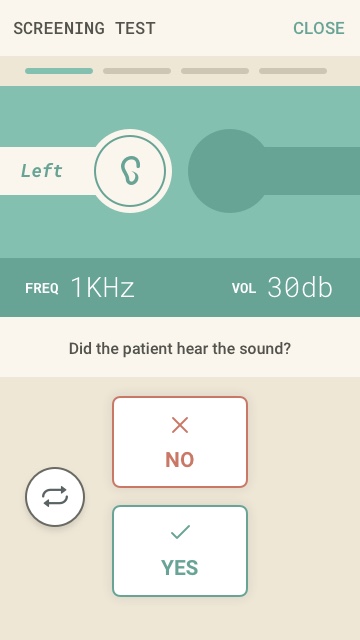 SCREENING TEST
CLOSE
Left
FREQ 1KHz
VOL 30db
Did the patient hear the sound?
NO
YES